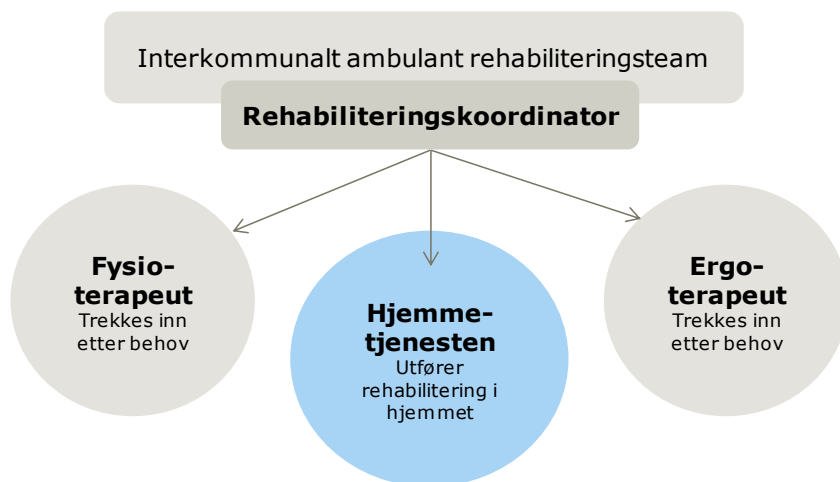 Interkommunalt ambulant rehabiliteringsteam
Rehabiliteringskoordinator
Fysio-
terapeut
Trekkes inn
etter behov
Hjemme-
tjenesten
Utfører
rehabilitering i
hjemmet
Ergo-
terapeut
Trekkes inn
etter behov